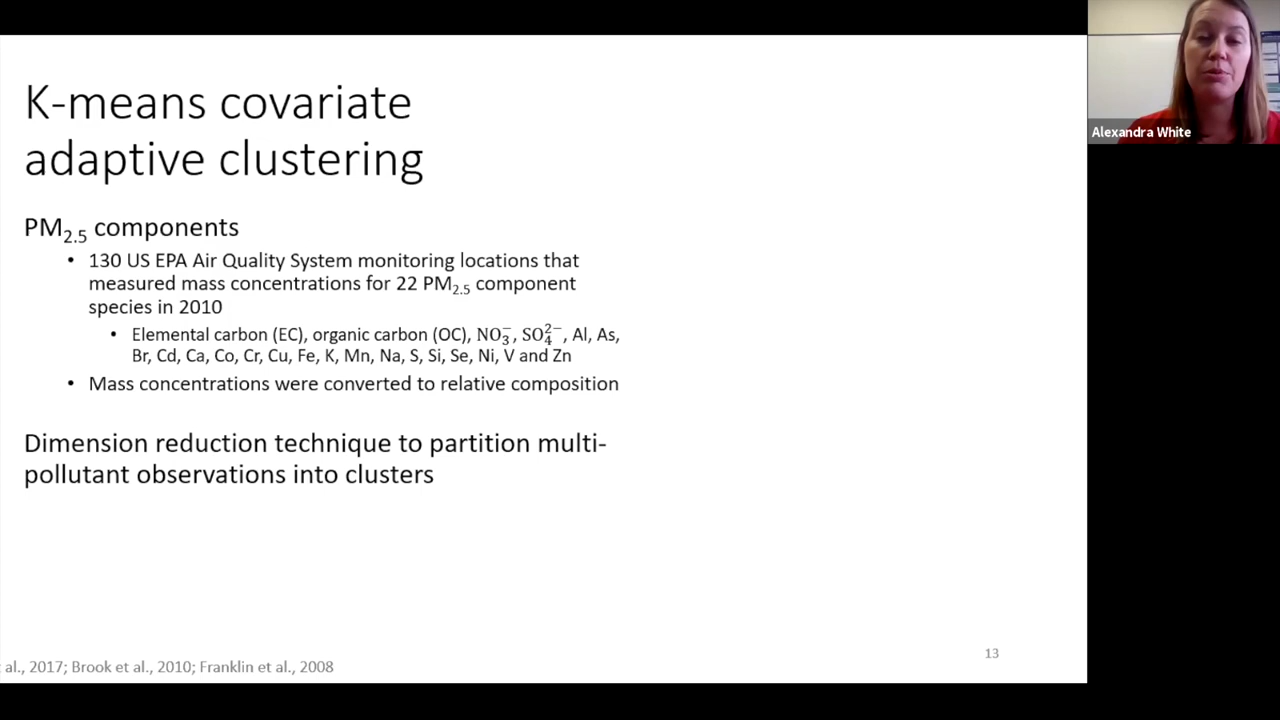 K-means covariate
adaptive clustering
PM₂.₅ components
• 130 US EPA Air Quality System monitoring locations that
measured mass concentrations for 22 PM₂.₅ component
species in 2010
• Elemental carbon (EC), organic carbon (OC), NO₃⁻, SO₄²⁻, Al, As,
Br, Cd, Ca, Co, Cr, Cu, Fe, K, Mn, Na, S, Si, Se, Ni, V and Zn
• Mass concentrations were converted to relative composition
Dimension reduction technique to partition multi-
pollutant observations into clusters
al., 2017; Brook et al., 2010; Franklin et al., 2008
13
Alexandra White